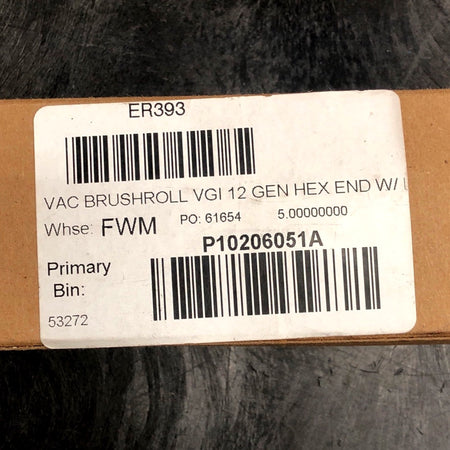 ER393
VAC BRUSHROLL VGI 12 GEN HEX END W/
Whse: FWM PO: 61654 5.00000000
P10206051A
Primary
Bin:
53272